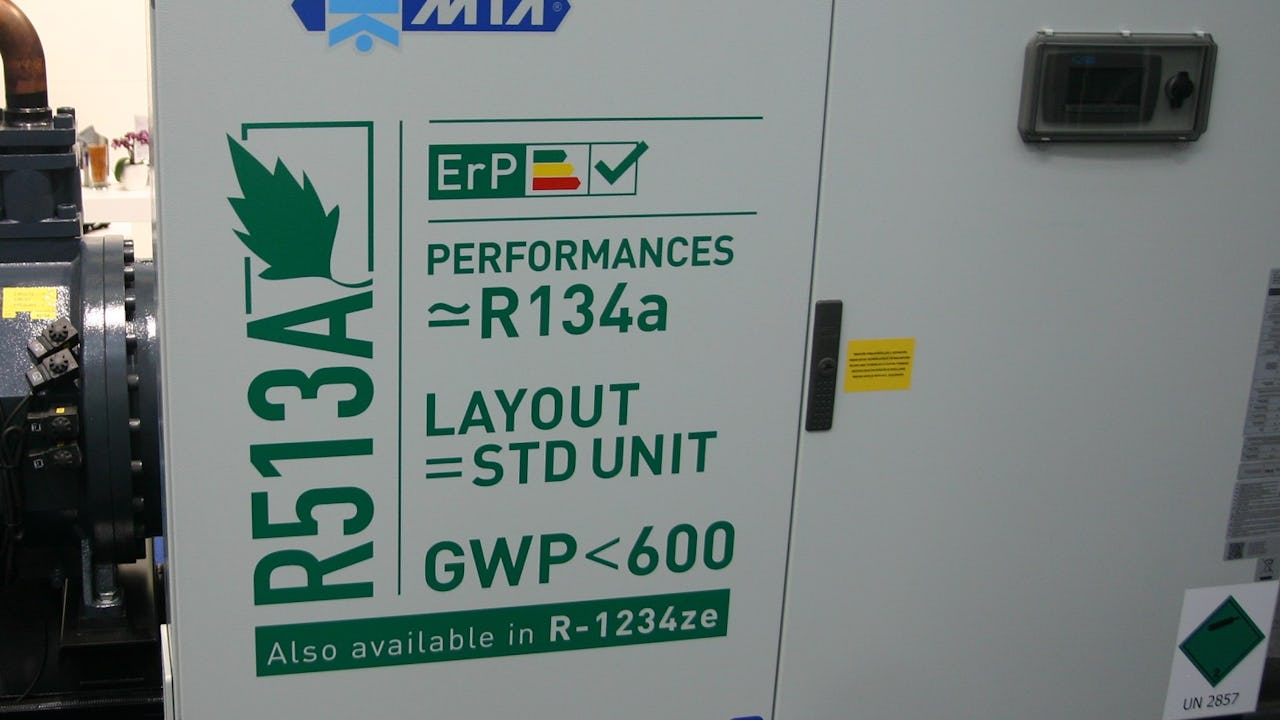 MTA®
R513A
ErP
PERFORMANCES
≃R134a
LAYOUT
=STD UNIT
GWP<600
Also available in R-1234ze
UN 2857